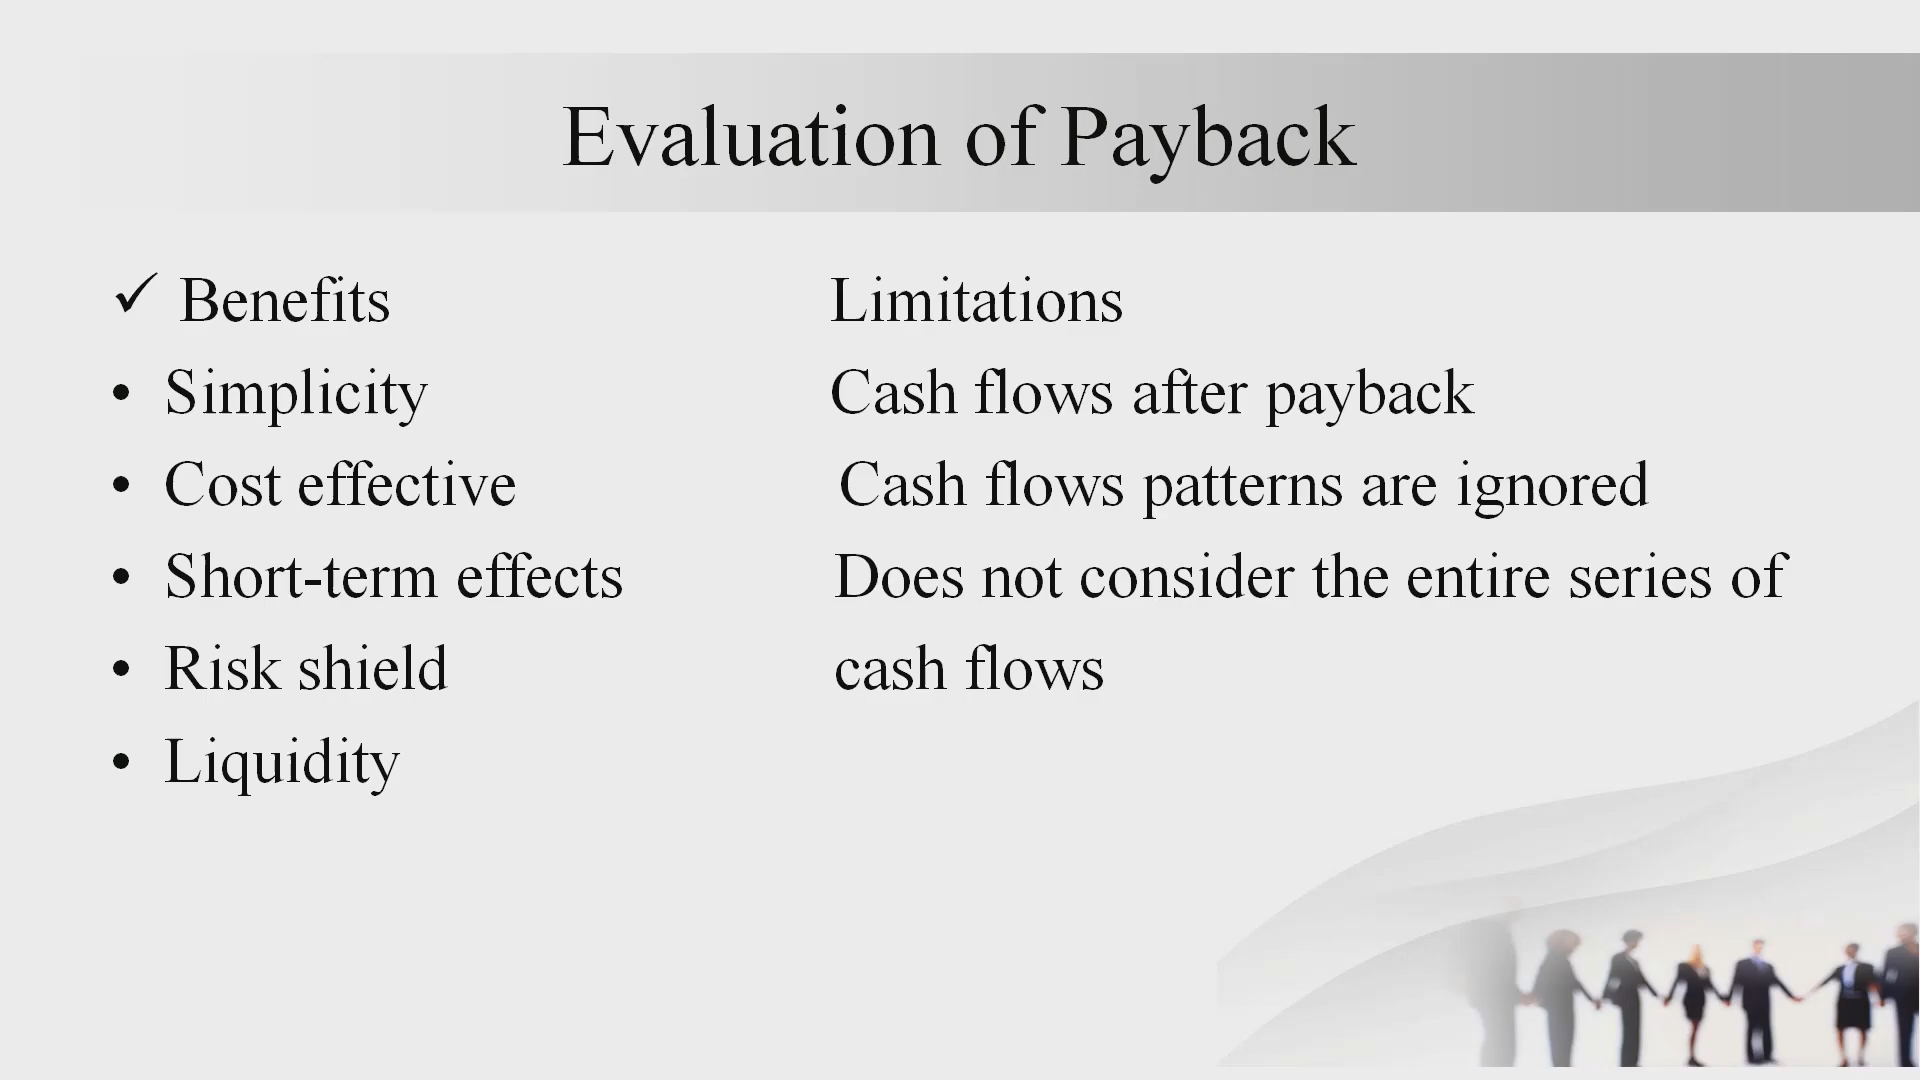 Evaluation of Payback
✓ Benefits Limitations
• Simplicity Cash flows after payback
• Cost effective Cash flows patterns are ignored
• Short-term effects Does not consider the entire series of
• Risk shield cash flows
• Liquidity